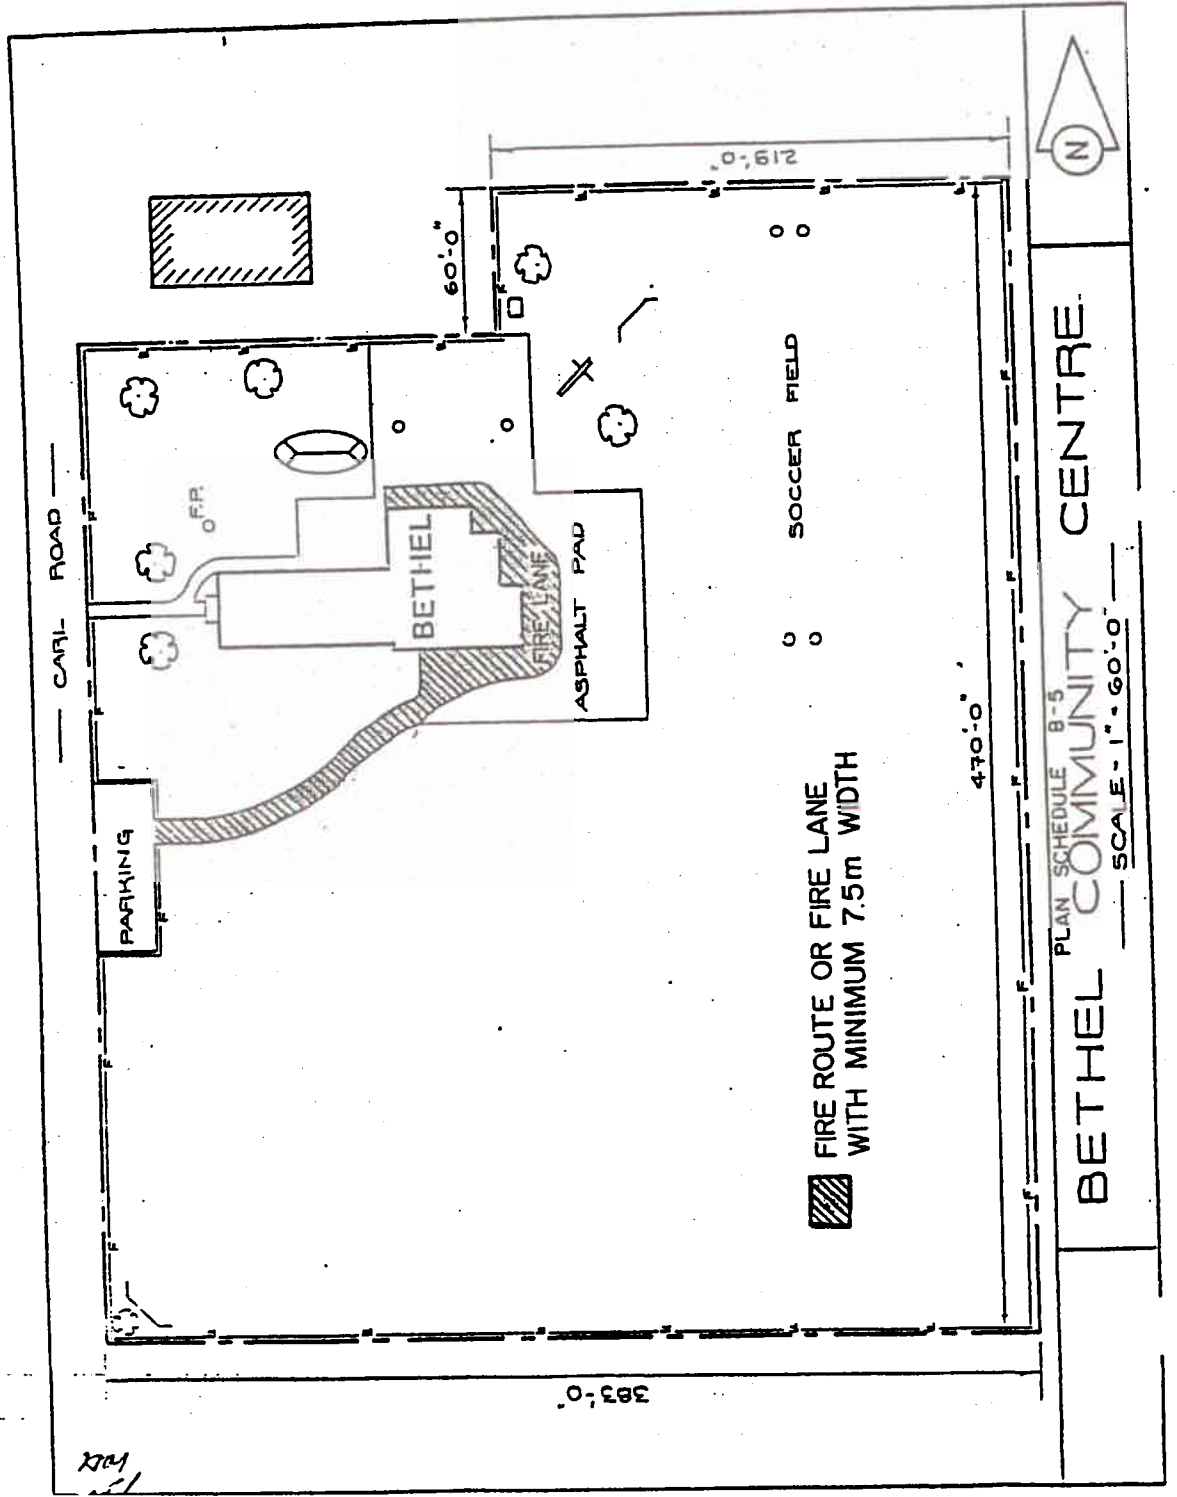 CARL ROAD
PARKING
F.P.
60'-0"
219'-0"
BETHEL
FIRE LANE
ASPHALT PAD
SOCCER FIELD
383'-0"
470'-0"
FIRE ROUTE OR FIRE LANE
WITH MINIMUM 7.5m WIDTH
PLAN SCHEDULE B-5
BETHEL COMMUNITY CENTRE
SCALE - 1" = 60'-0"
N